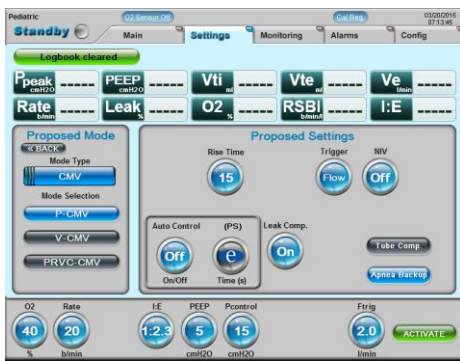 Pediatric O2 Sensor Off Cal Req. 03/20/2016
07:13:45
Standby Main Settings Monitoring Alarms Config
Logbook cleared
Ppeak cmH2O ----- PEEP cmH2O ----- Vti ml ----- Vte ml ----- Ve l/min -----
Rate b/min ----- Leak % ----- O2 % ----- RSBI b/min/l ----- I:E -----
Proposed Mode
« BACK
Mode Type
CMV
Mode Selection
P-CMV
V-CMV
PRVC-CMV
Proposed Settings
Rise Time Trigger NIV
15 Flow Off
Auto Control (PS) Leak Comp.
Off e On
On/Off Time (s)
Tube Comp.
Apnea Backup
O2 Rate I:E PEEP Pcontrol Ftrig
40 20 1:2.3 5 15 2.0 ACTIVATE
% b/min cmH2O cmH2O l/min